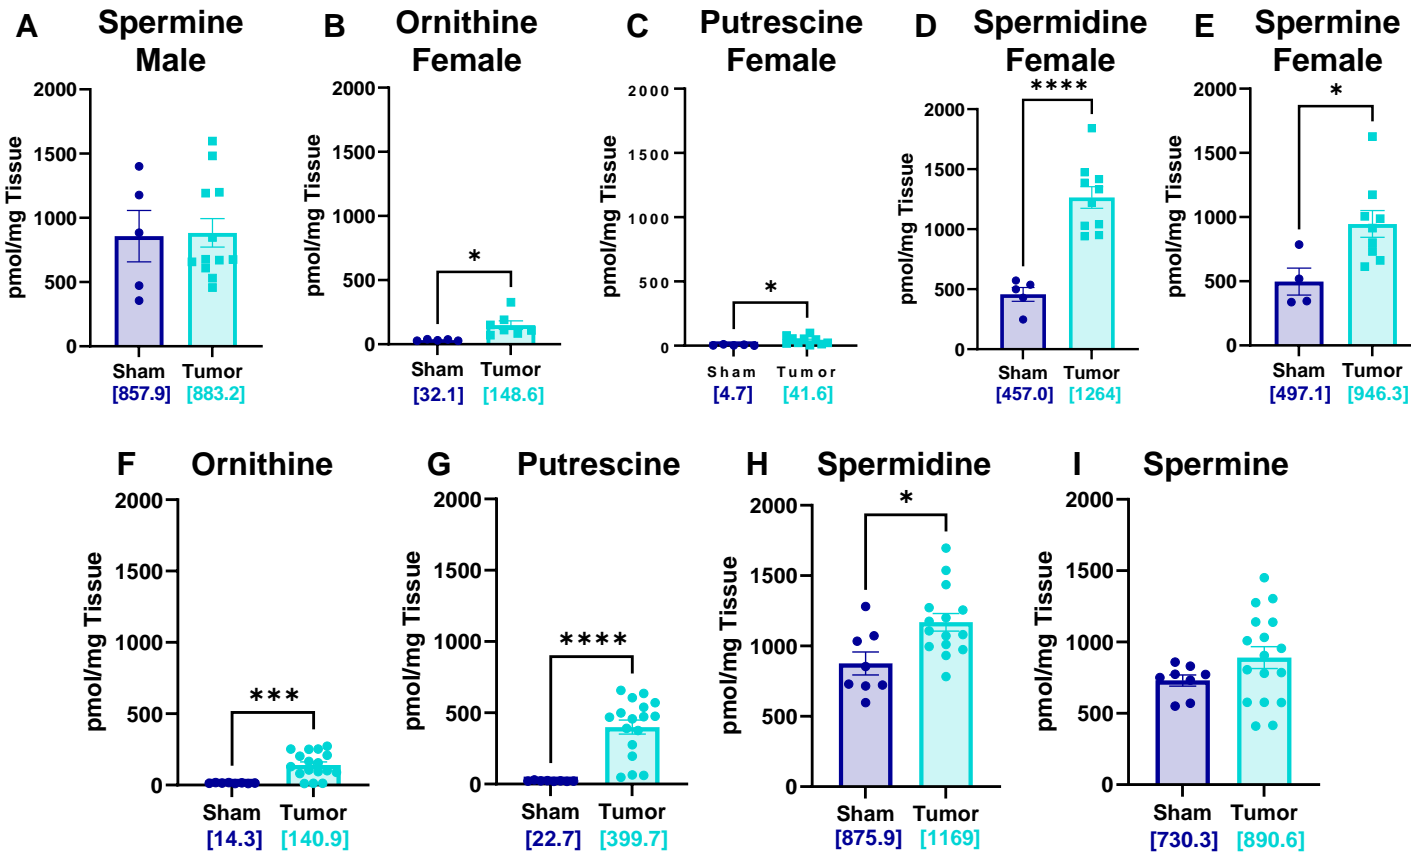 A Spermine Male
2000
1500
1000
500
0
pmol/mg Tissue
Sham Tumor
[857.9] [883.2]
B Ornithine Female
2000
1500
1000
500
0
pmol/mg Tissue
*
Sham Tumor
[32.1] [148.6]
C Putrescine Female
2000
1500
1000
500
0
pmol/mg Tissue
*
Sham Tumor
[4.7] [41.6]
D Spermidine Female
2000
1500
1000
500
0
pmol/mg Tissue
****
Sham Tumor
[457.0] [1264]
E Spermine Female
2000
1500
1000
500
0
pmol/mg Tissue
*
Sham Tumor
[497.1] [946.3]
F Ornithine
2000
1500
1000
500
0
pmol/mg Tissue
***
Sham Tumor
[14.3] [140.9]
G Putrescine
2000
1500
1000
500
0
pmol/mg Tissue
****
Sham Tumor
[22.7] [399.7]
H Spermidine
2000
1500
1000
500
0
pmol/mg Tissue
*
Sham Tumor
[875.9] [1169]
I Spermine
2000
1500
1000
500
0
pmol/mg Tissue
Sham Tumor
[730.3] [890.6]